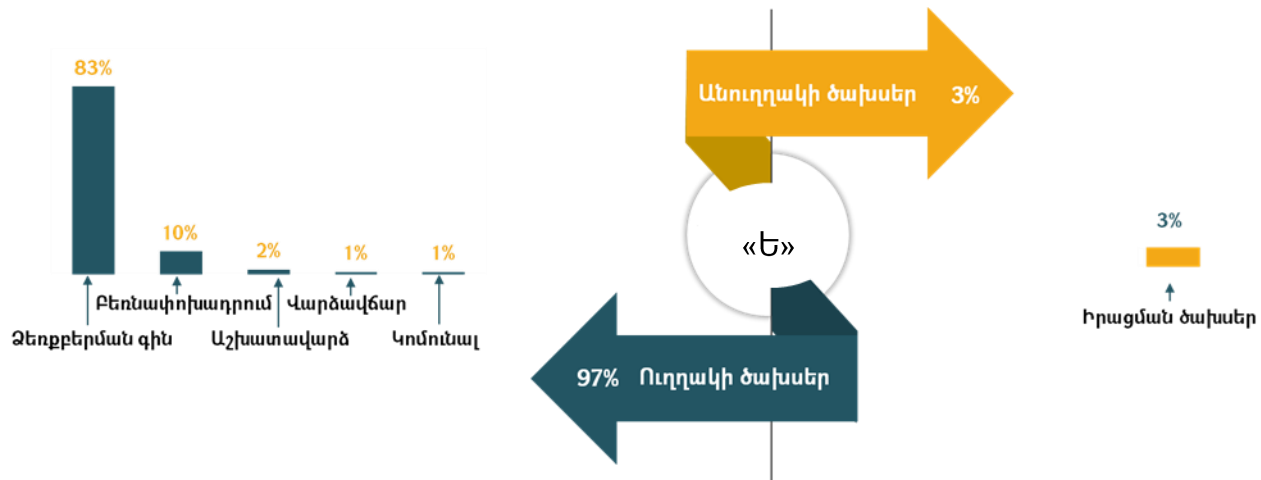 83%
10%
2%
1%
1%
Բեռնափոխադրում
Վարձավճար
Ձեռքբերման գին
Աշխատավարձ
Կոմունալ
Անուղղակի ծախսեր 3%
«Ե»
97% Ուղղակի ծախսեր
3%
Իրացման ծախսեր